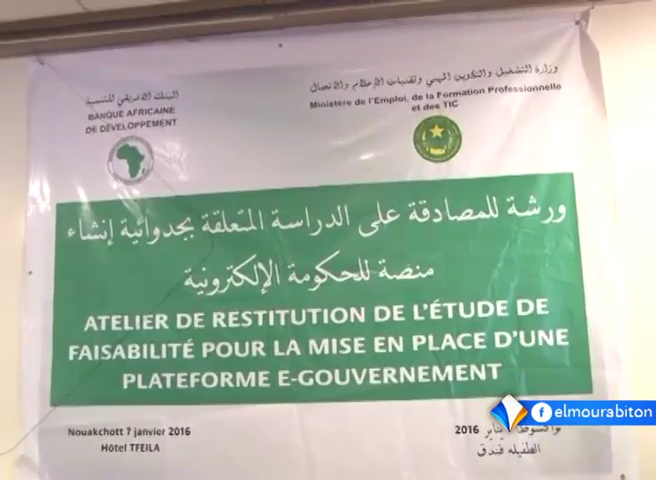 البنك الأفريقي للتنمية
BANQUE AFRICAINE
DE DÉVELOPPEMENT
وزارة التشغيل والتكوين المهني وتقنيات الإعلام والاتصال
Ministère de l'Emploi, de la Formation Professionnelle
et des TIC
ورشة للمصادقة على الدراسة المتعلقة بجدوائية إنشاء
منصة للحكومة الإلكترونية
ATELIER DE RESTITUTION DE L'ÉTUDE DE
FAISABILITÉ POUR LA MISE EN PLACE D'UNE
PLATEFORME E-GOUVERNEMENT
Nouakchott 7 janvier 2016
Hôtel TFEILA
2016
الطفيله فندق
elmourabiton